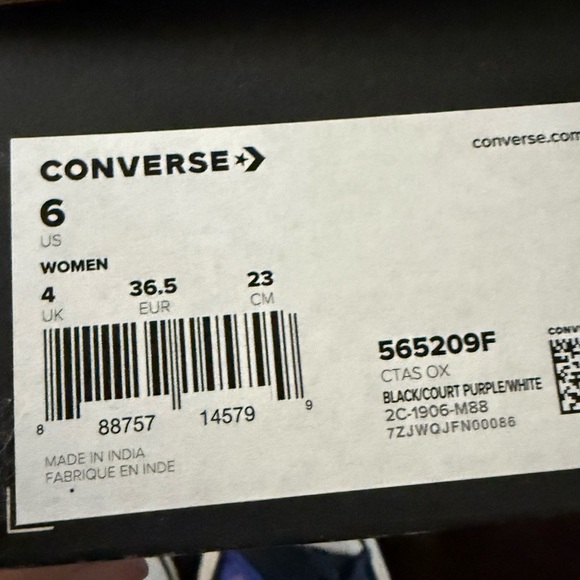 CONVERSE
converse.com
6
US
WOMEN
4 36.5 23
UK EUR CM
8 88757 14579 9
MADE IN INDIA
FABRIQUE EN INDE
565209F
CTAS OX
BLACK/COURT PURPLE/WHITE
2C-1906-M88
7ZJWQJFN00086
CONV